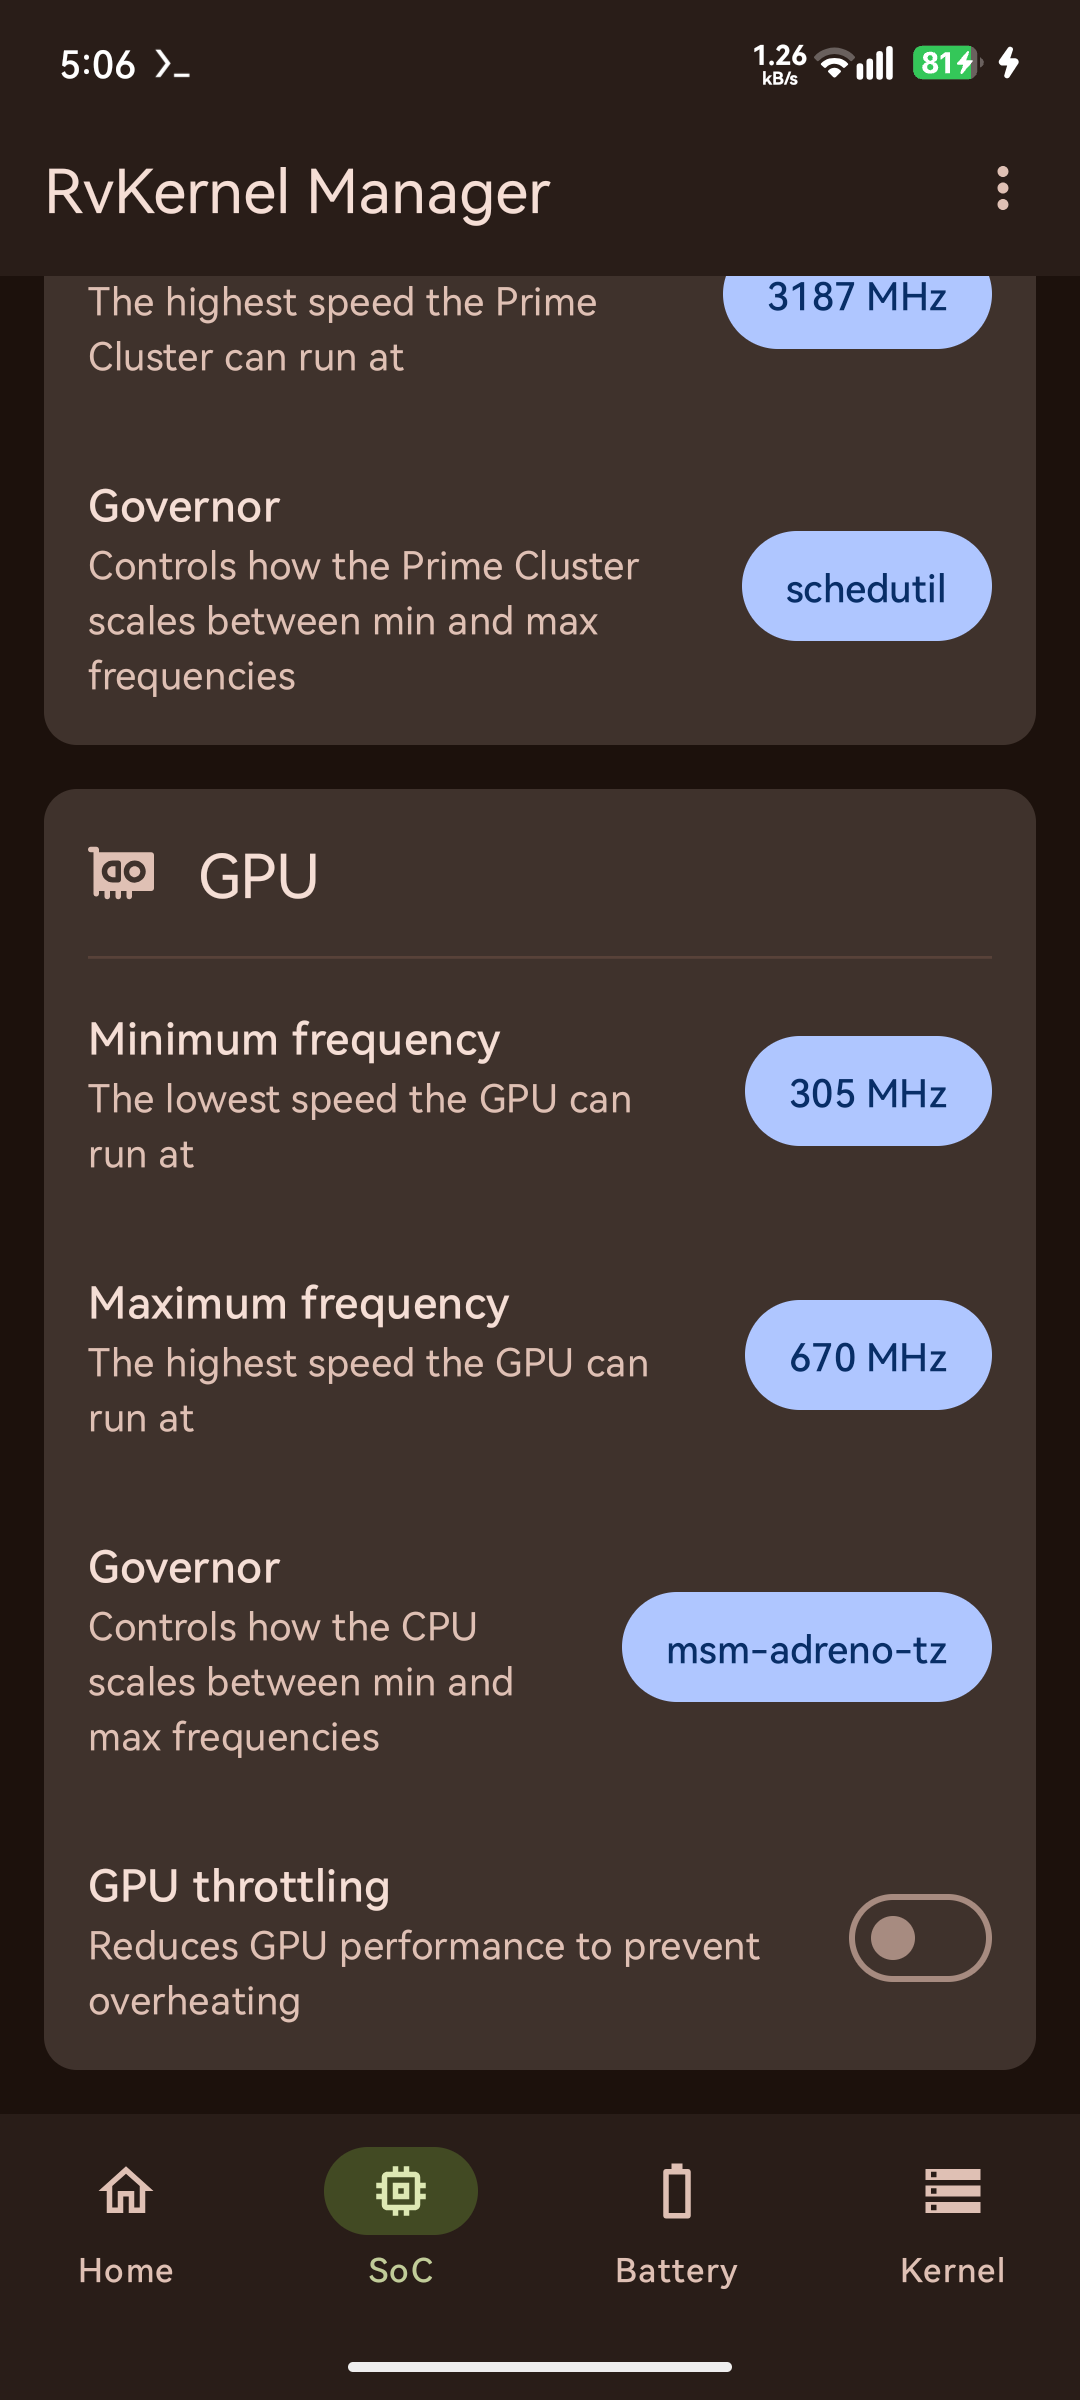 5:06
1.26
kB/s
81
RvKernel Manager
The highest speed the Prime
Cluster can run at
3187 MHz
Governor
Controls how the Prime Cluster
scales between min and max
frequencies
schedutil
GPU
Minimum frequency
The lowest speed the GPU can
run at
305 MHz
Maximum frequency
The highest speed the GPU can
run at
670 MHz
Governor
Controls how the CPU
scales between min and
max frequencies
msm-adreno-tz
GPU throttling
Reduces GPU performance to prevent
overheating
Home
SoC
Battery
Kernel